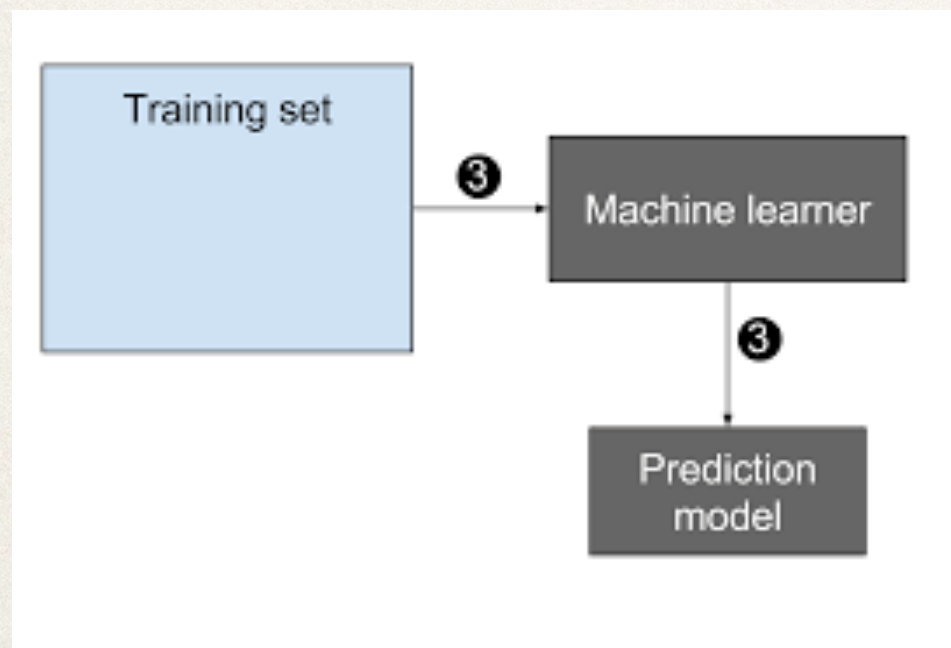 Training set
❸
Machine learner
❸
Prediction
model